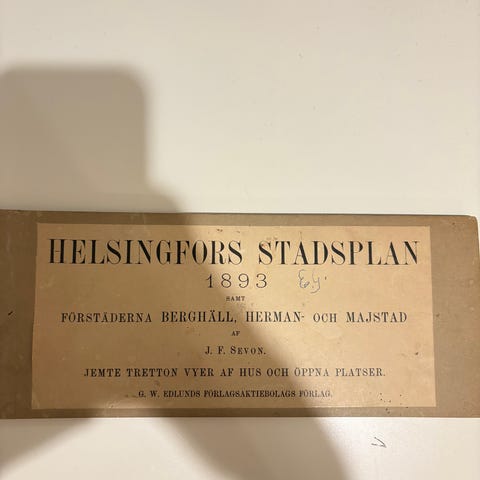 HELSINGFORS STADSPLAN
1893
SAMT
FÖRSTÄDERNA BERGHÄLL, HERMAN- OCH MAJSTAD
AF
J. F. SEVON.
JEMTE TRETTON VYER AF HUS OCH ÖPPNA PLATSER.
G. W. EDLUNDS FÖRLAGSAKTIEBOLAGS FÖRLAG.